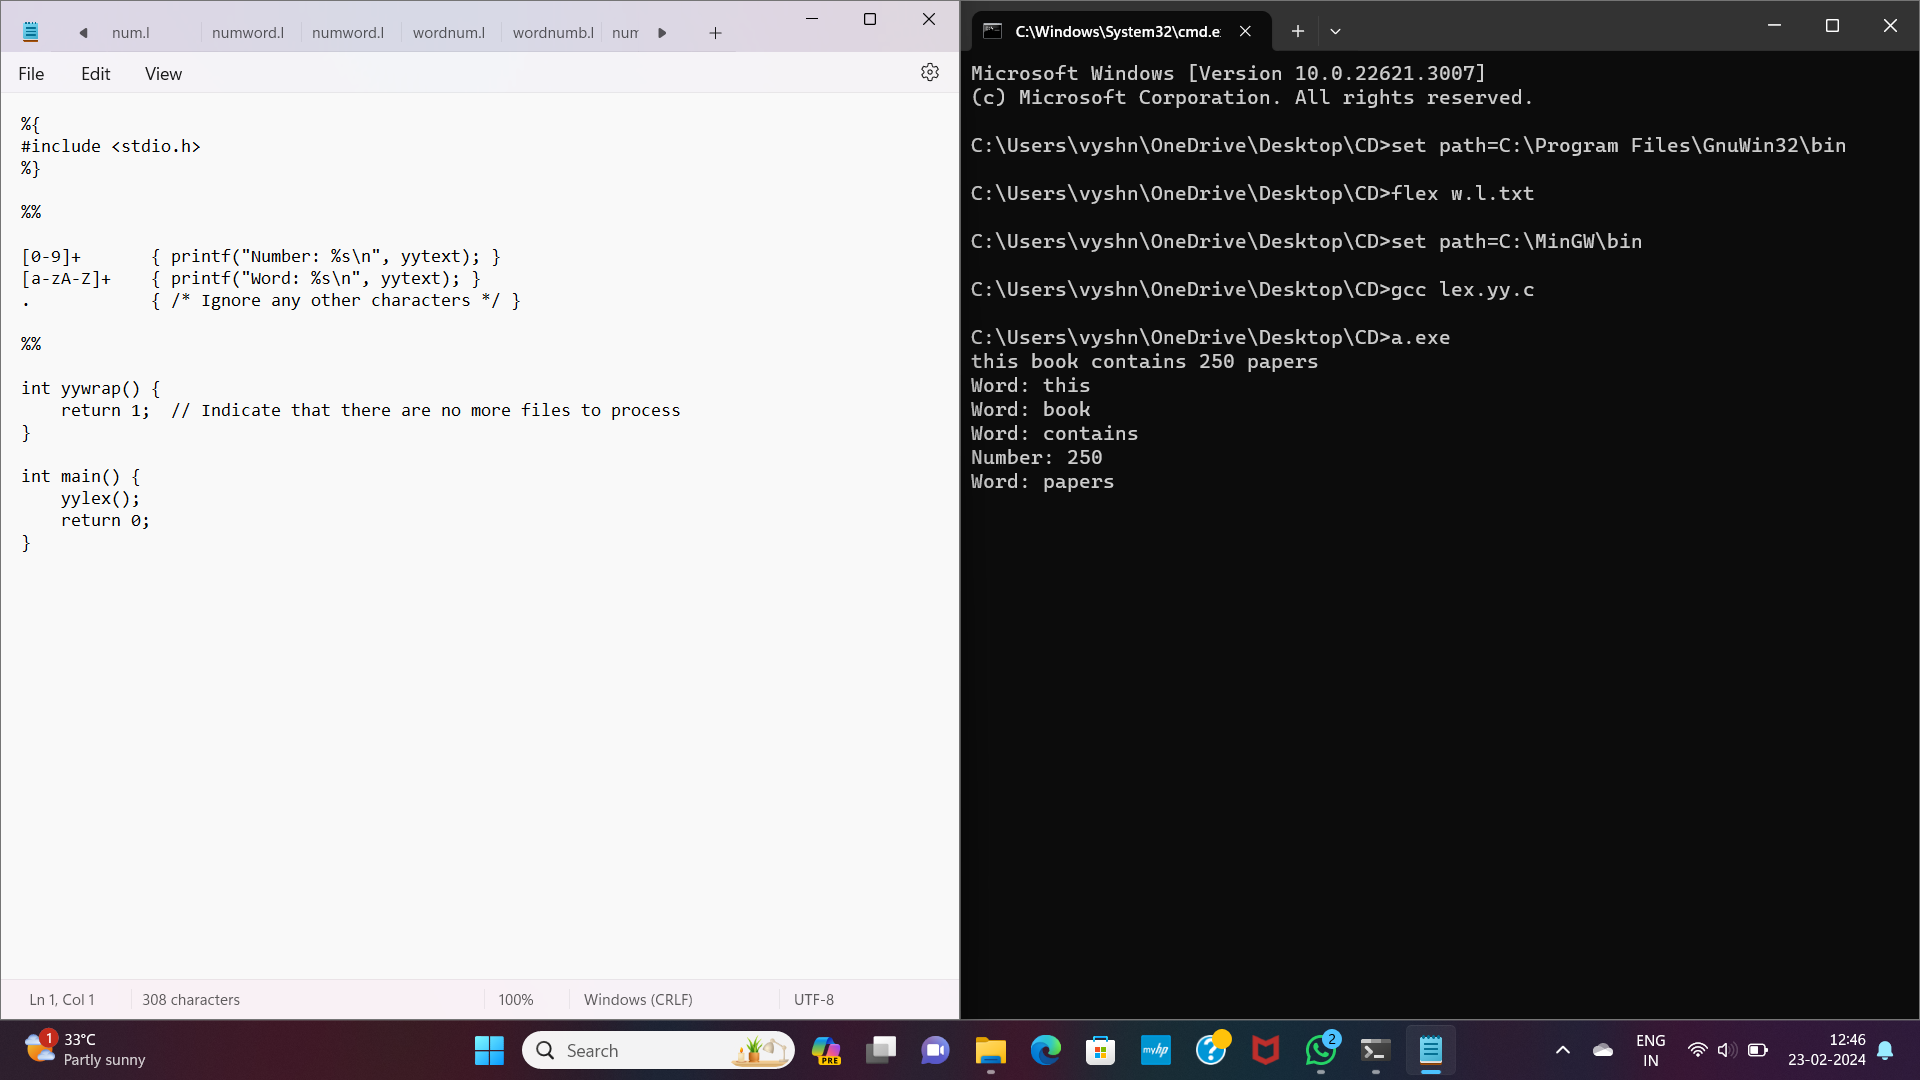 num.l numword.l numword.l wordnum.l wordnumb.l num
File Edit View
%{
#include <stdio.h>
%}
%%
[0-9]+ { printf("Number: %s\n", yytext); }
[a-zA-Z]+ { printf("Word: %s\n", yytext); }
. { /* Ignore any other characters */ }
%%
int yywrap() {
return 1; // Indicate that there are no more files to process
}
int main() {
yylex();
return 0;
}
Ln 1, Col 1 308 characters 100% Windows (CRLF) UTF-8
C:\Windows\System32\cmd.e
Microsoft Windows [Version 10.0.22621.3007]
(c) Microsoft Corporation. All rights reserved.
C:\Users\vyshn\OneDrive\Desktop\CD>set path=C:\Program Files\GnuWin32\bin
C:\Users\vyshn\OneDrive\Desktop\CD>flex w.l.txt
C:\Users\vyshn\OneDrive\Desktop\CD>set path=C:\MinGW\bin
C:\Users\vyshn\OneDrive\Desktop\CD>gcc lex.yy.c
C:\Users\vyshn\OneDrive\Desktop\CD>a.exe
this book contains 250 papers
Word: this
Word: book
Word: contains
Number: 250
Word: papers
1
33°C
Partly sunny
Search
PRE
myhp
2
ENG
IN
12:46
23-02-2024